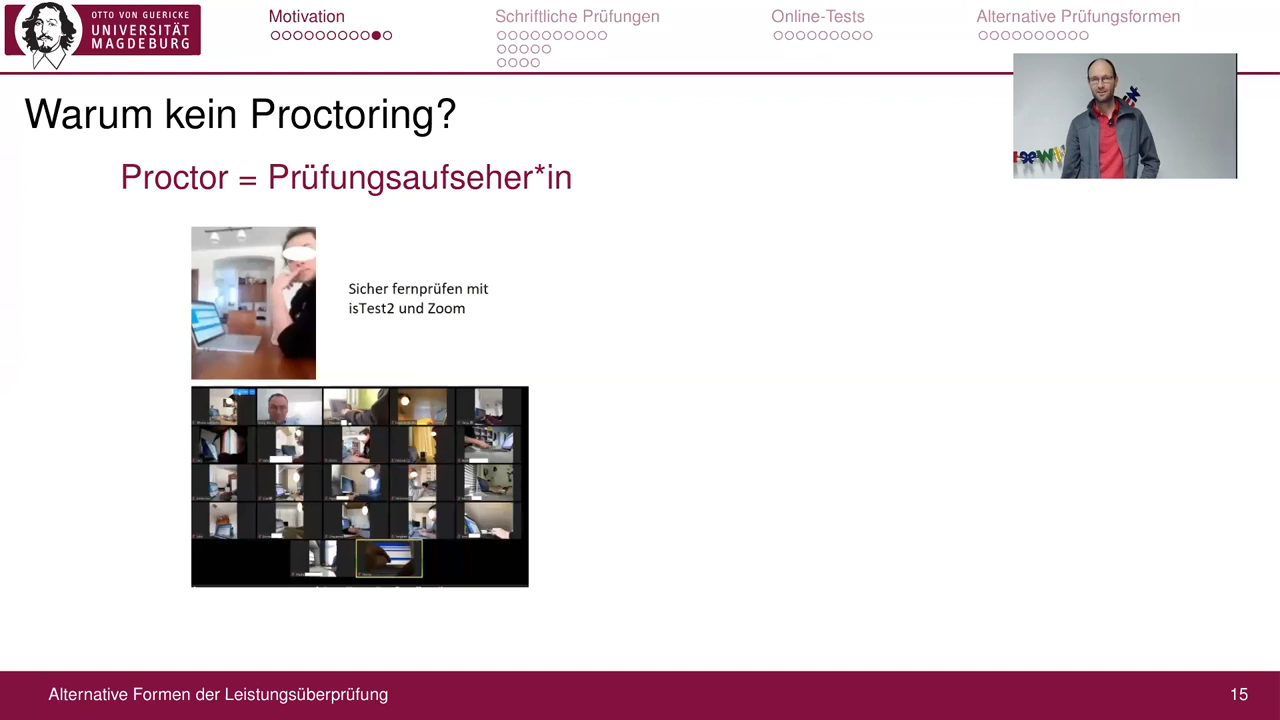 OTTO VON GUERICKE
UNIVERSITÄT
MAGDEBURG
Motivation
Schriftliche Prüfungen
Online-Tests
Alternative Prüfungsformen
Warum kein Proctoring?
Proctor = Prüfungsaufseher*in
Sicher fernprüfen mit
isTest2 und Zoom
Alternative Formen der Leistungsüberprüfung
15